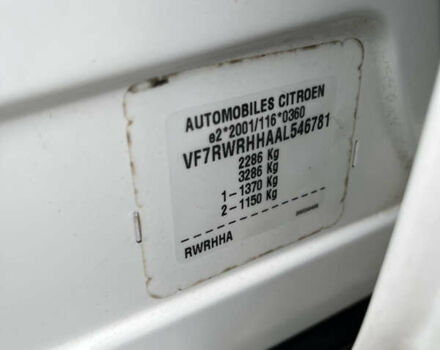 AUTOMOBILES CITROEN
e2*2001/116*0360
VF7RWRHHAAL546781
2286 Kg
3286 Kg
1-1370 Kg
2-1150 Kg
RWRHHA